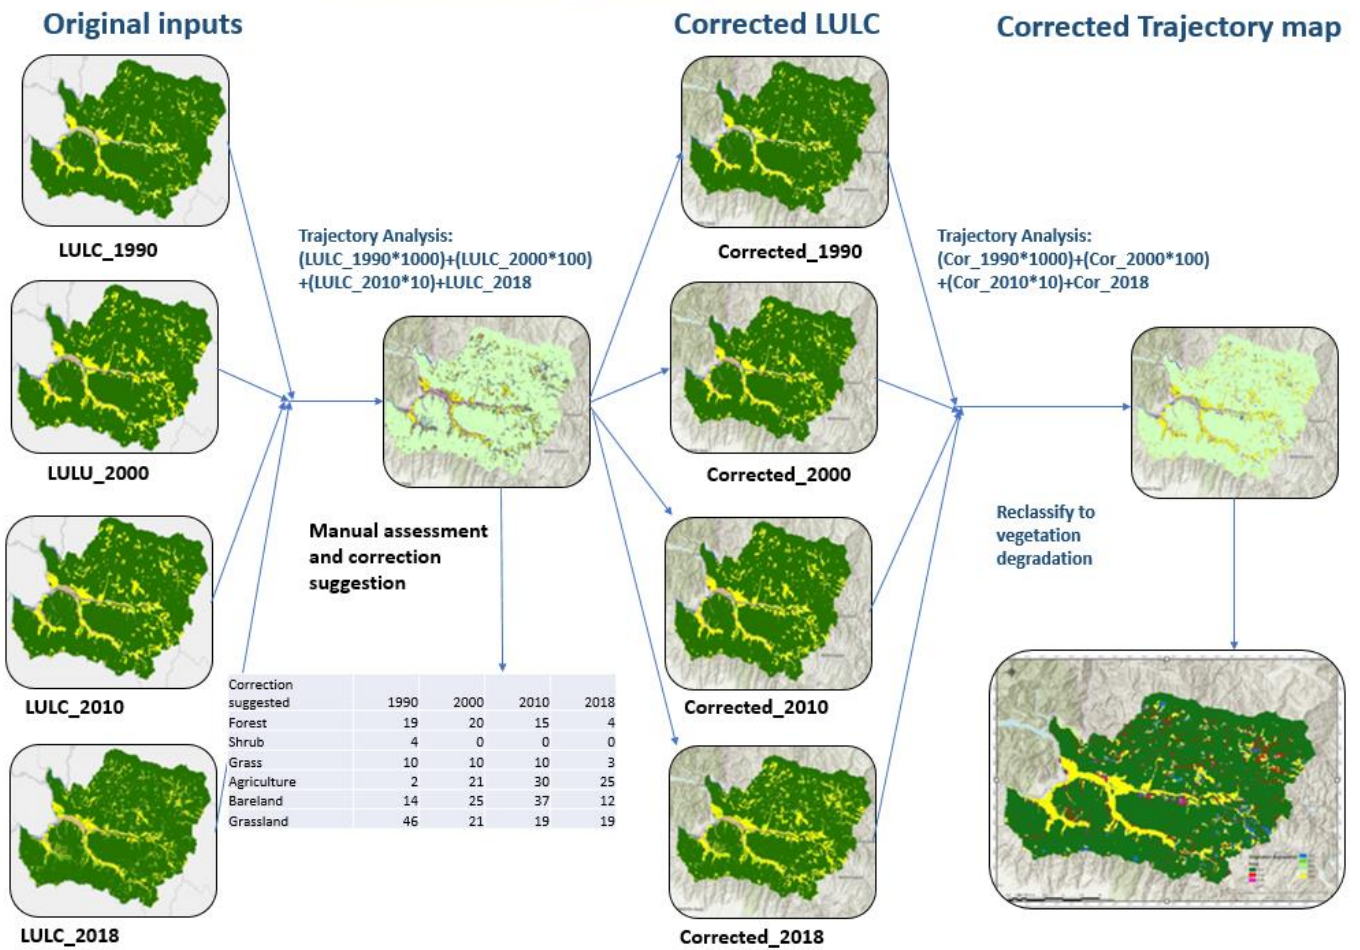 Original inputs
Corrected LULC
Corrected Trajectory map
LULC_1990
Trajectory Analysis:
(LULC_1990*1000)+(LULC_2000*100)
+(LULC_2010*10)+LULC_2018
Corrected_1990
Trajectory Analysis:
(Cor_1990*1000)+(Cor_2000*100)
+(Cor_2010*10)+Cor_2018
LULU_2000
Corrected_2000
Manual assessment
and correction
suggestion
Reclassify to
vegetation
degradation
LULC_2010
Corrected_2010
Correction
suggested 1990 2000 2010 2018
Forest 19 20 15 4
Shrub 4 0 0 0
Grass 10 10 10 3
Agriculture 2 21 30 25
Bareland 14 25 37 12
Grassland 46 21 19 19
LULC_2018
Corrected_2018